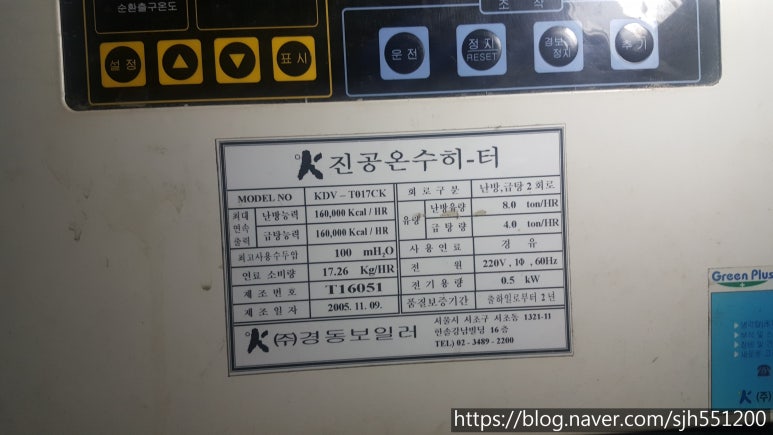 순환출구온도
조 작
설 정
표 시
운 전
정 지
RESET
경보
정지
추 기
진공온수히-터
MODEL NO KDV - T017CK 회 로 구 분 난방,급탕 2 회로
최대 연속 출력 난방능력 160,000 Kcal / HR 유량 난방유량 8.0 ton/HR
급탕능력 160,000 Kcal / HR 급 탕 량 4.0 ton/HR
최고사용수두압 100 mH₂O 사 용 연 료 경 유
연료 소비량 17.26 Kg/HR 전 원 220V , 1Φ , 60Hz
제 조 번 호 T16051 전 기 용 량 0.5 kW
제 조 일 자 2005. 11. 09. 품질보증기간 출하일로부터 2 년
K (주)경동보일러
서울시 서초구 서초동 1321-11
한솔강남빌딩 16 층
TEL) 02 - 3489 - 2200
Green Plus
K (주)
https://blog.naver.com/sjh551200